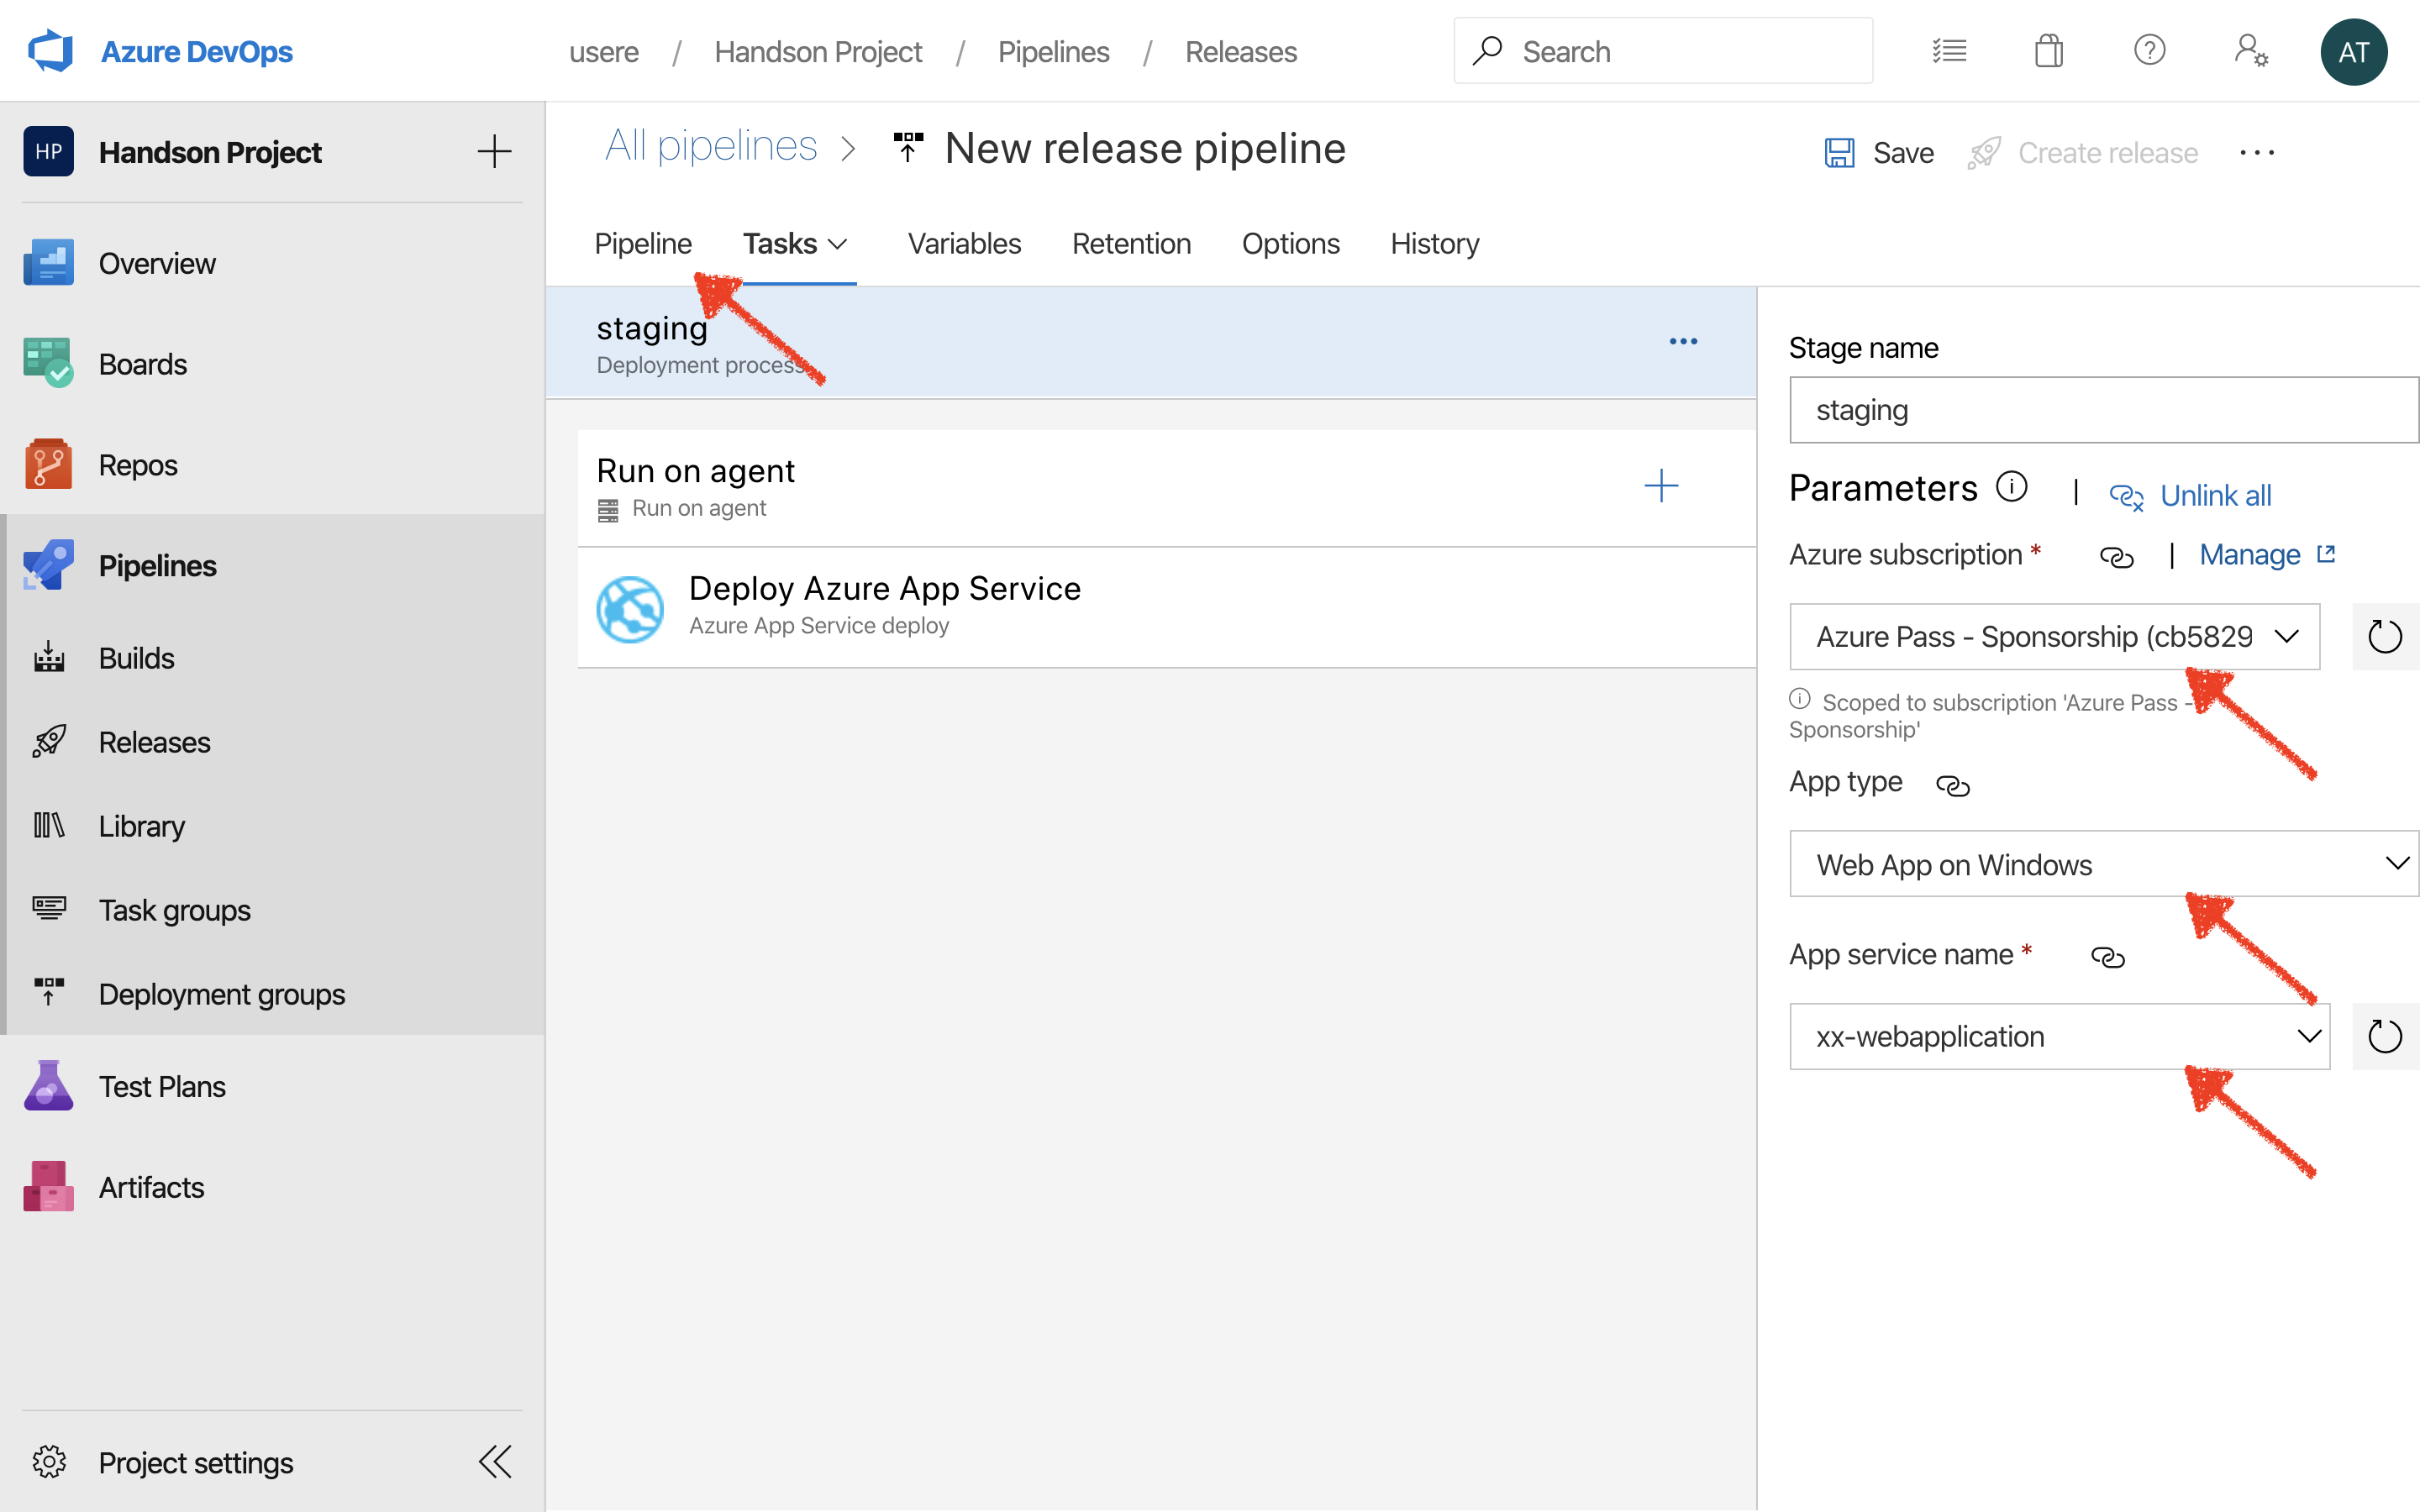 Azure DevOps
usere / Handson Project / Pipelines / Releases
Search
AT
HP Handson Project
Overview
Boards
Repos
Pipelines
Builds
Releases
Library
Task groups
Deployment groups
Test Plans
Artifacts
Project settings
All pipelines > New release pipeline
Save
Create release
Pipeline
Tasks
Variables
Retention
Options
History
staging
Deployment process
Run on agent
Run on agent
Deploy Azure App Service
Azure App Service deploy
Stage name
staging
Parameters | Unlink all
Azure subscription * | Manage
Azure Pass - Sponsorship (cb5829
Scoped to subscription 'Azure Pass -
Sponsorship'
App type
Web App on Windows
App service name *
xx-webapplication